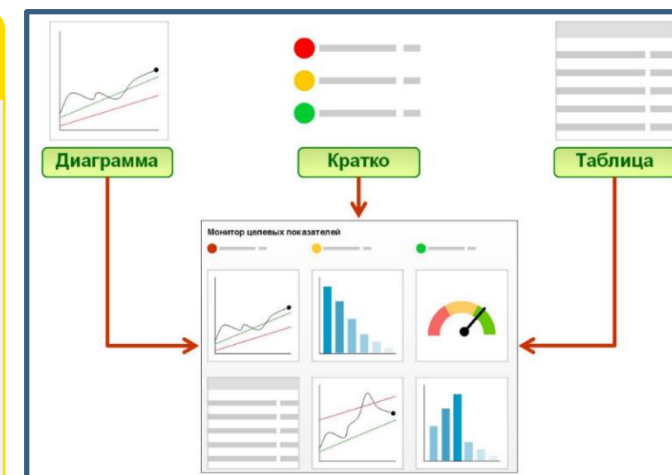 Диаграмма
Кратко
Таблица
Монитор целевых показателей